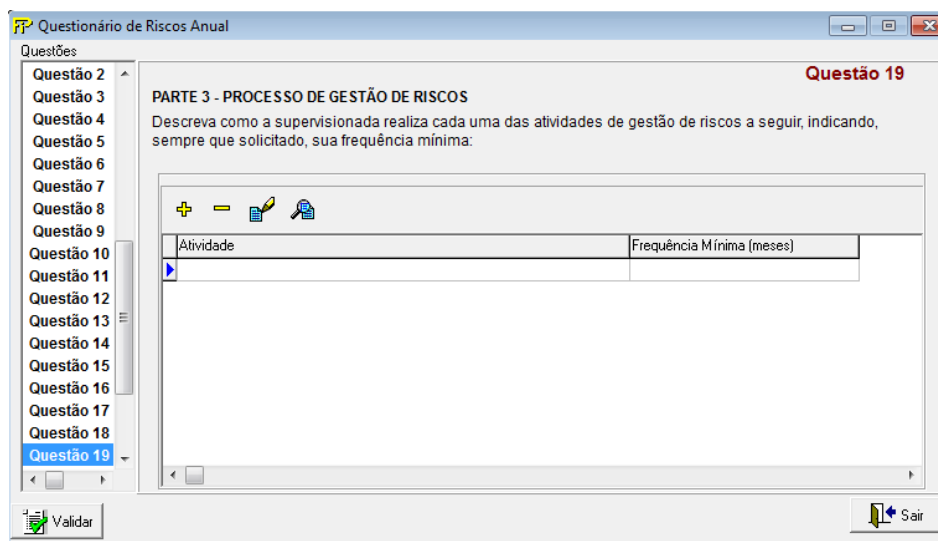 Questionário de Riscos Anual
Questões
Questão 2
Questão 3
Questão 4
Questão 5
Questão 6
Questão 7
Questão 8
Questão 9
Questão 10
Questão 11
Questão 12
Questão 13
Questão 14
Questão 15
Questão 16
Questão 17
Questão 18
Questão 19
Questão 19
PARTE 3 - PROCESSO DE GESTÃO DE RISCOS
Descreva como a supervisionada realiza cada uma das atividades de gestão de riscos a seguir, indicando,
sempre que solicitado, sua frequência mínima:
Atividade Frequência Mínima (meses)
Validar
Sair